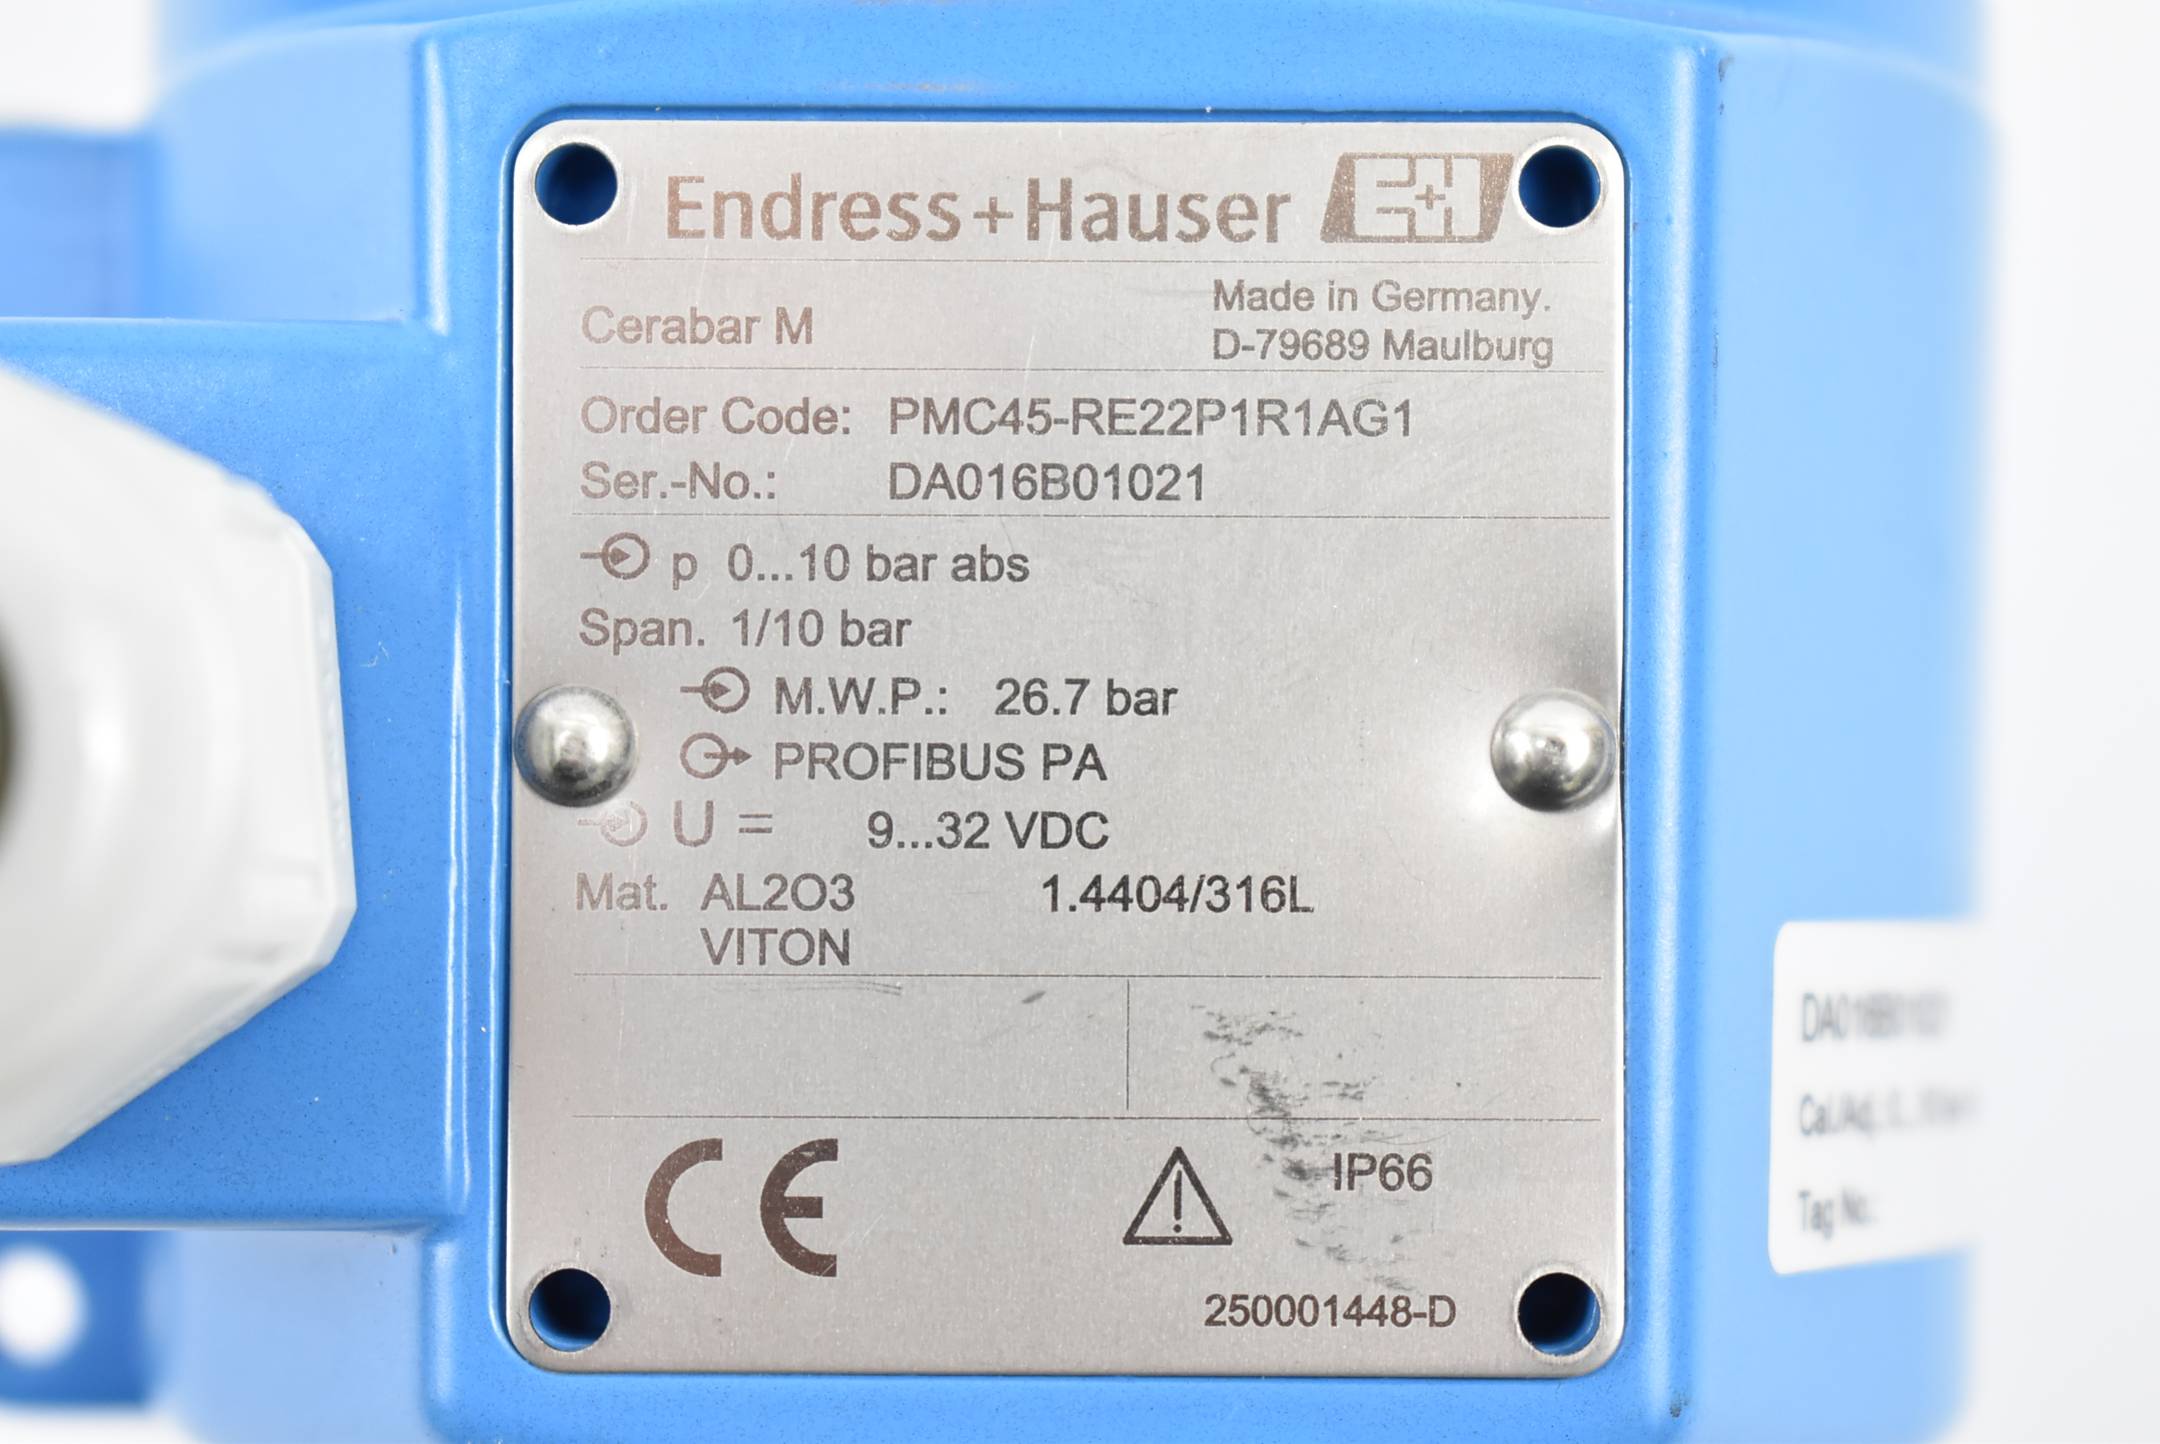 Endress+Hauser E+H
Cerabar M
Made in Germany.
D-79689 Maulburg
Order Code: PMC45-RE22P1R1AG1
Ser.-No.: DA016B01021
p 0...10 bar abs
Span. 1/10 bar
M.W.P.: 26.7 bar
PROFIBUS PA
U = 9...32 VDC
Mat. AL2O3 1.4404/316L
VITON
CE
IP66
250001448-D
Tag No.